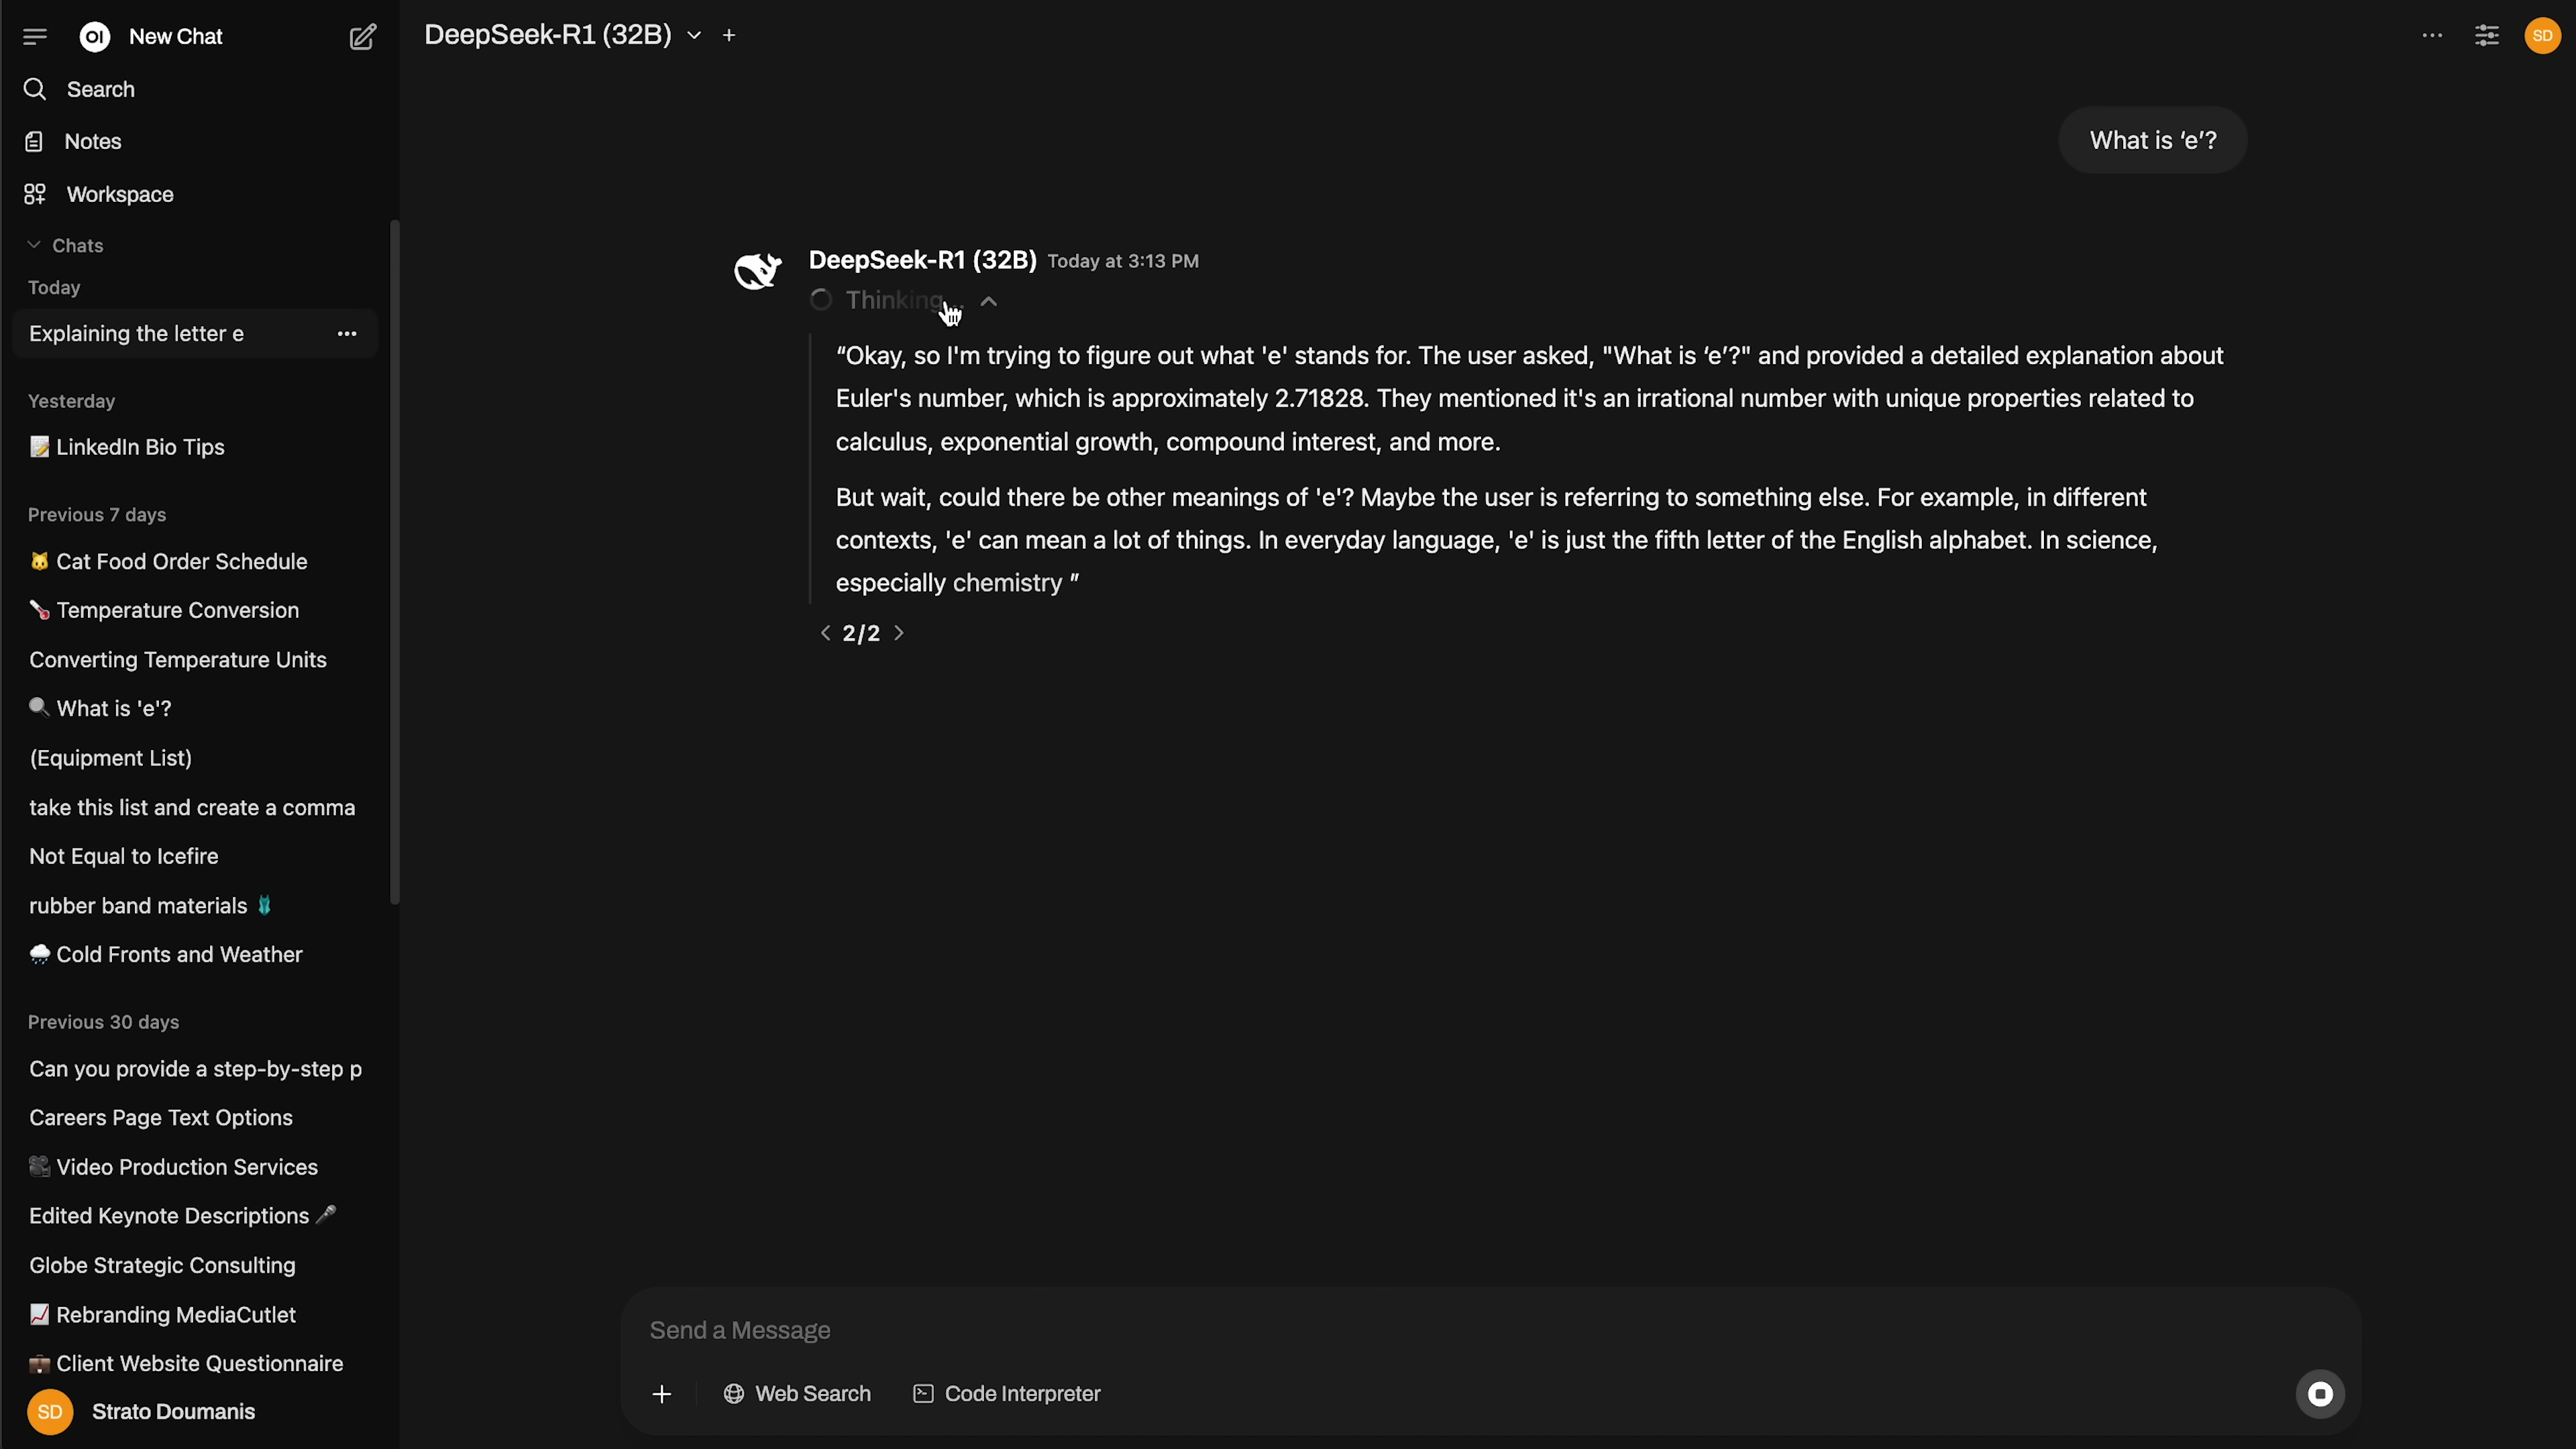 OI New Chat
Search
Notes
Workspace
Chats
Today
Explaining the letter e
Yesterday
LinkedIn Bio Tips
Previous 7 days
Cat Food Order Schedule
Temperature Conversion
Converting Temperature Units
What is 'e'?
(Equipment List)
take this list and create a comma
Not Equal to Icefire
rubber band materials
Cold Fronts and Weather
Previous 30 days
Can you provide a step-by-step p
Careers Page Text Options
Video Production Services
Edited Keynote Descriptions
Globe Strategic Consulting
Rebranding MediaCutlet
Client Website Questionnaire
SD Strato Doumanis
DeepSeek-R1 (32B)
SD
What is ‘e’?
DeepSeek-R1 (32B) Today at 3:13 PM
Thinking...
“Okay, so I'm trying to figure out what 'e' stands for. The user asked, "What is ‘e’?" and provided a detailed explanation about
Euler's number, which is approximately 2.71828. They mentioned it's an irrational number with unique properties related to
calculus, exponential growth, compound interest, and more.
But wait, could there be other meanings of 'e'? Maybe the user is referring to something else. For example, in different
contexts, 'e' can mean a lot of things. In everyday language, 'e' is just the fifth letter of the English alphabet. In science,
especially chemistry ”
2/2
Send a Message
Web Search
Code Interpreter